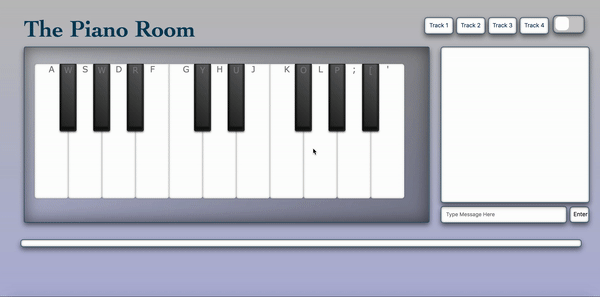 The Piano Room
Track 1 Track 2 Track 3 Track 4
A W S W D R F G Y H U J K O L P ; [ '
Type Message Here Enter